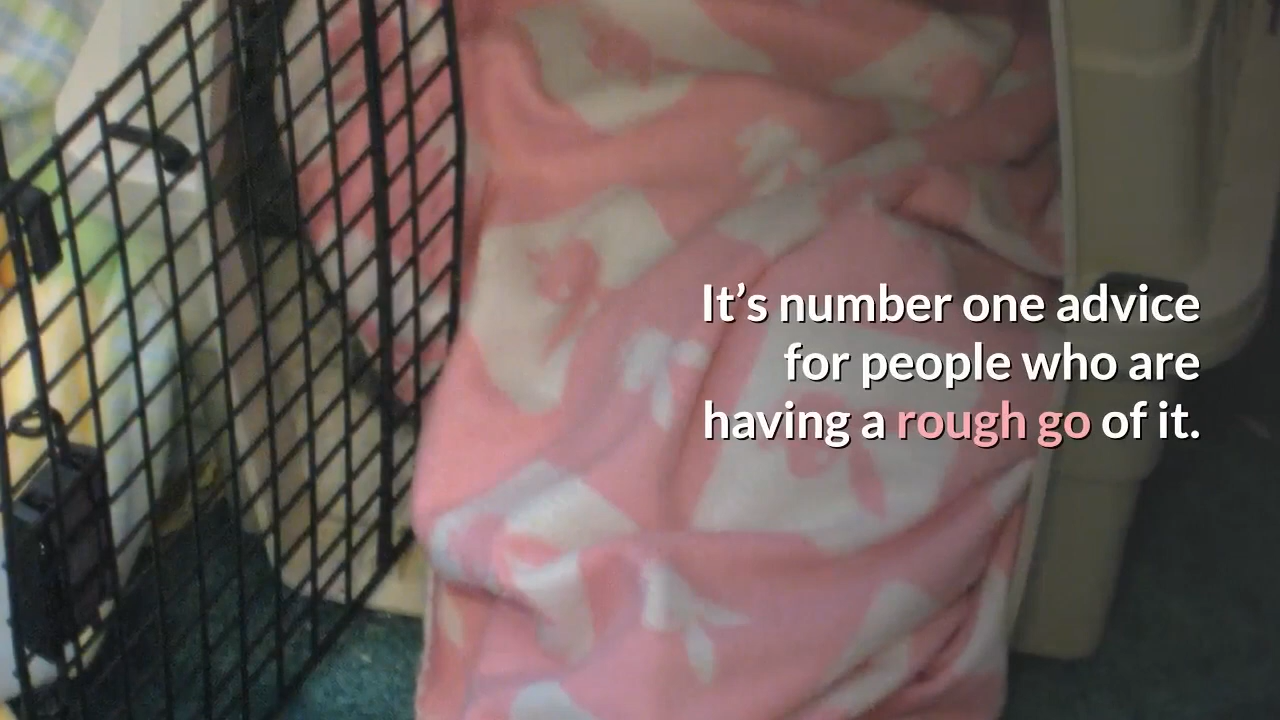 It’s number one advice
for people who are
having a rough go of it.